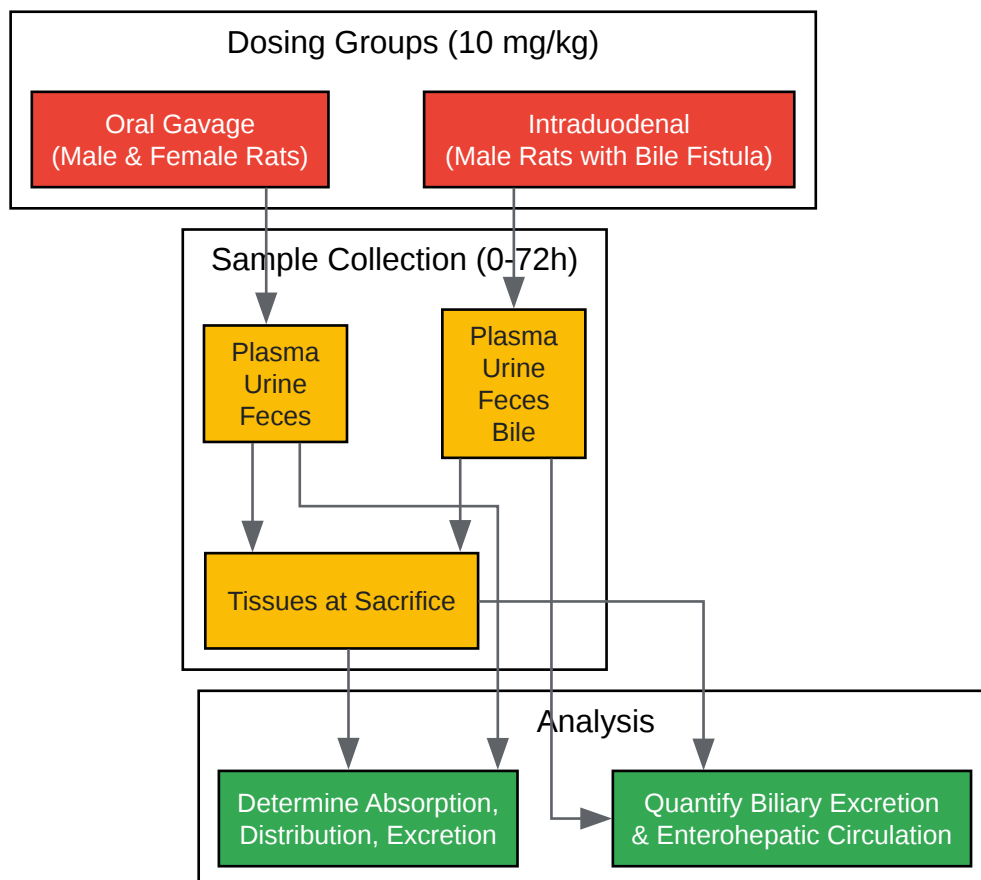 Dosing Groups (10 mg/kg)
Oral Gavage
(Male & Female Rats)
Intraduodenal
(Male Rats with Bile Fistula)
Sample Collection (0-72h)
Plasma
Urine
Feces
Plasma
Urine
Feces
Bile
Tissues at Sacrifice
Analysis
Determine Absorption,
Distribution, Excretion
Quantify Biliary Excretion
& Enterohepatic Circulation